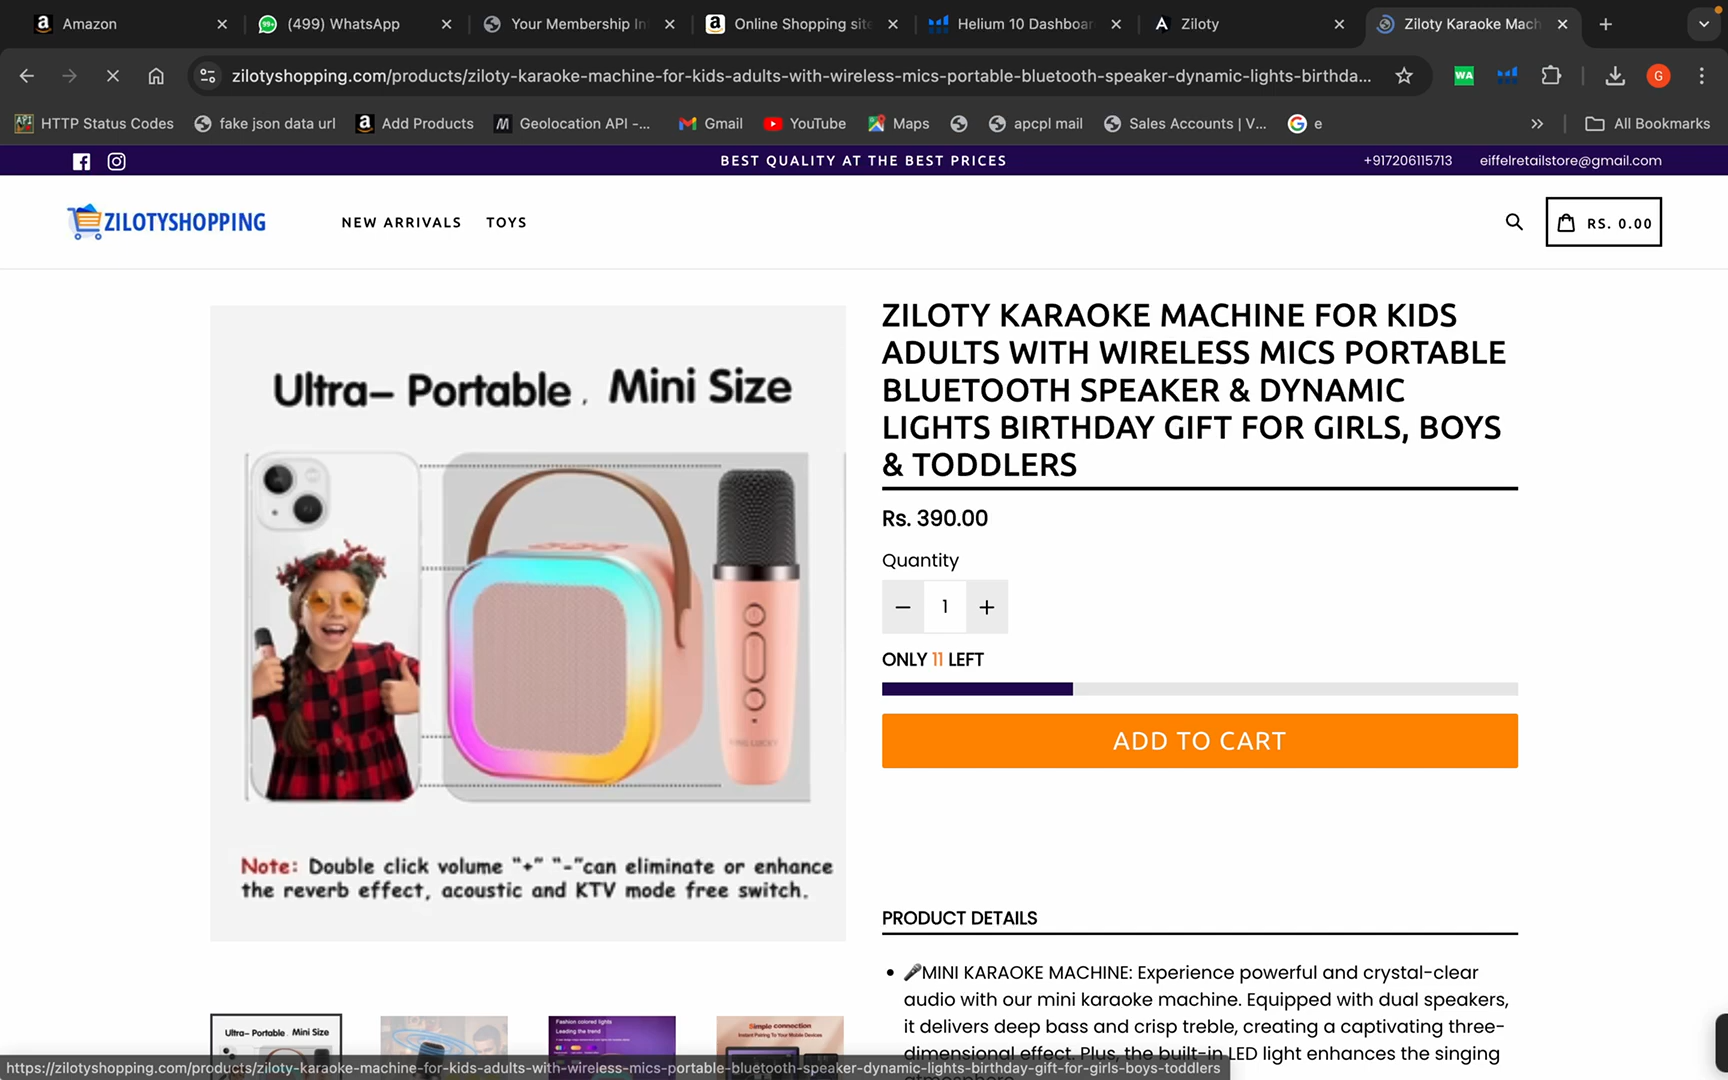 Amazon
(499) WhatsApp
Your Membership In
Online Shopping site
Helium 10 Dashboar
Ziloty
Ziloty Karaoke Mach
zilotyshopping.com/products/ziloty-karaoke-machine-for-kids-adults-with-wireless-mics-portable-bluetooth-speaker-dynamic-lights-birthda...
WA
G
HTTP Status Codes
fake json data url
Add Products
Geolocation API -...
Gmail
YouTube
Maps
apcpl mail
Sales Accounts | V...
e
All Bookmarks
BEST QUALITY AT THE BEST PRICES
+917206115713
eiffelretailstore@gmail.com
ZILOTYSHOPPING
NEW ARRIVALS
TOYS
RS. 0.00
Ultra- Portable , Mini Size
Note: Double click volume "+" "-"can eliminate or enhance
the reverb effect, acoustic and KTV mode free switch.
ZILOTY KARAOKE MACHINE FOR KIDS
ADULTS WITH WIRELESS MICS PORTABLE
BLUETOOTH SPEAKER & DYNAMIC
LIGHTS BIRTHDAY GIFT FOR GIRLS, BOYS
& TODDLERS
Rs. 390.00
Quantity
1
ONLY 11 LEFT
ADD TO CART
PRODUCT DETAILS
• 🎤MINI KARAOKE MACHINE: Experience powerful and crystal-clear
audio with our mini karaoke machine. Equipped with dual speakers,
it delivers deep bass and crisp treble, creating a captivating three-
dimensional effect. Plus, the built-in LED light enhances the singing
Ultra- Portable , Mini Size
Fashion colored lights
Leading the trend
Simple connection
Instant Pairing To Your Mobile Devices
https://zilotyshopping.com/products/ziloty-karaoke-machine-for-kids-adults-with-wireless-mics-portable-bluetooth-speaker-dynamic-lights-birthday-gift-for-girls-boys-toddlers